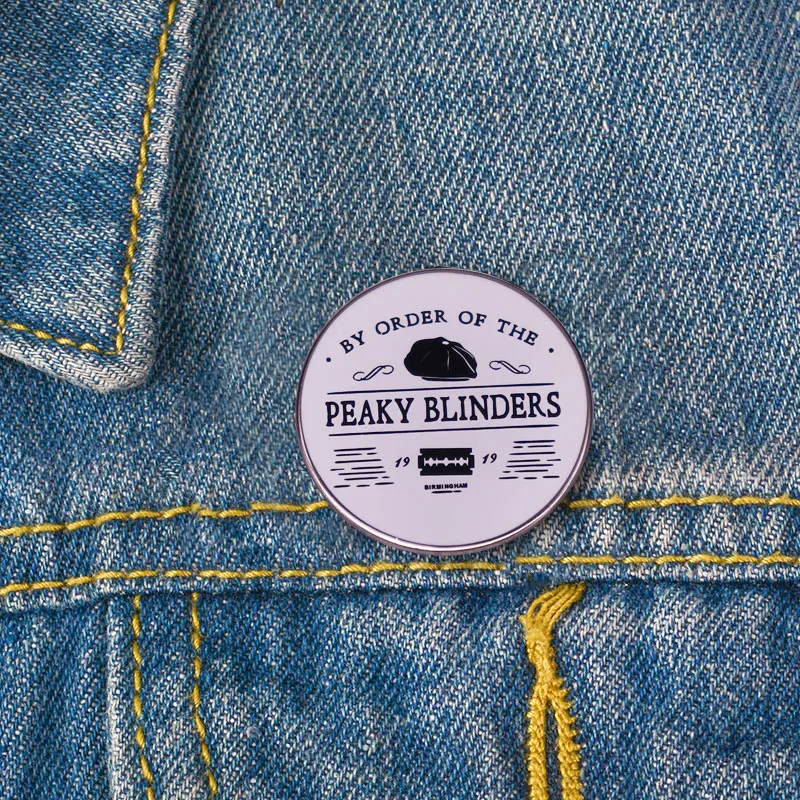 • BY ORDER OF THE •
PEAKY BLINDERS
19 19
BIRMINGHAM